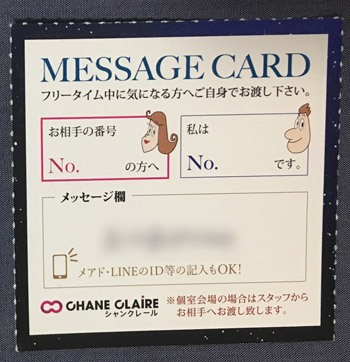 MESSAGE CARD
フリータイム中に気になる方へご自身でお渡し下さい。
お相手の番号
No. の方へ
私は
No. です。
メッセージ欄
メアド・LINEのID等の記入もOK!
CHANE CLAIRE
シャンクレール
※個室会場の場合はスタッフから
お相手へお渡し致します。